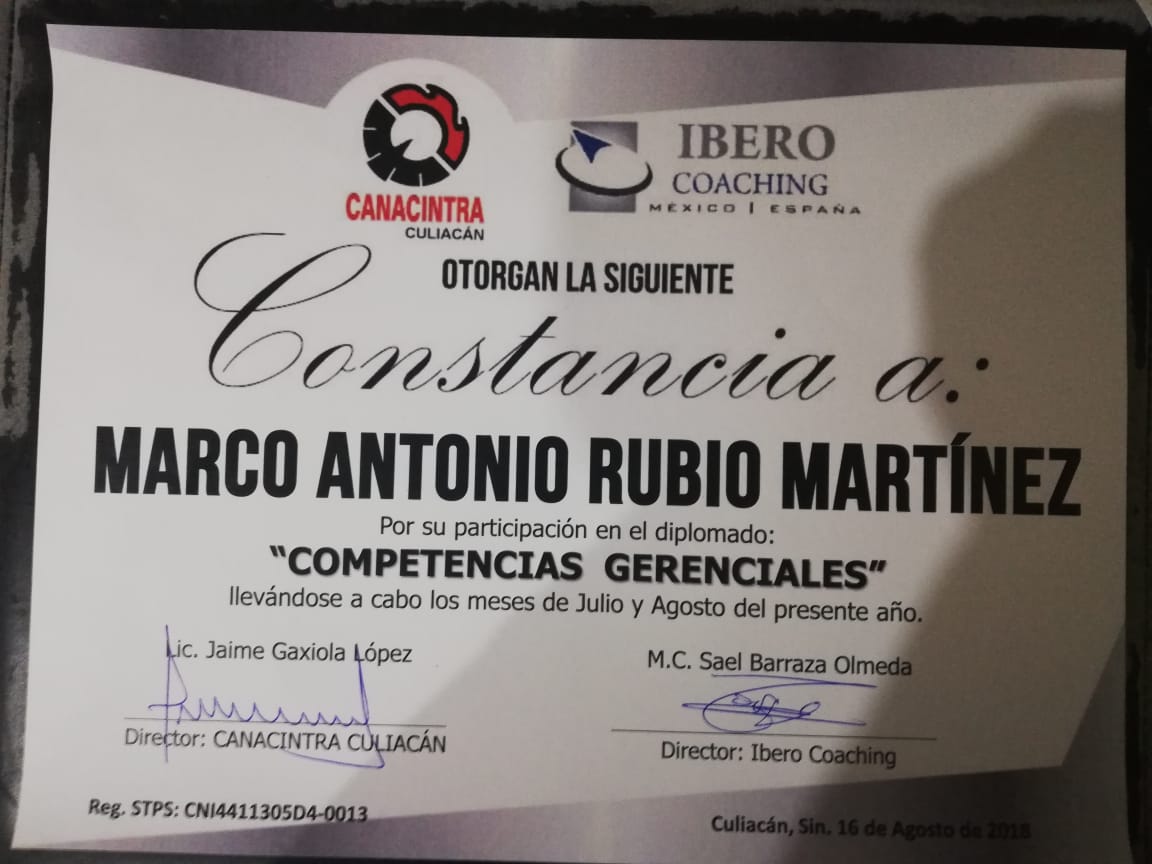 CANACINTRA
CULIACÁN
IBERO
COACHING
MÉXICO | ESPAÑA
OTORGAN LA SIGUIENTE
Constancia a:
MARCO ANTONIO RUBIO MARTÍNEZ
Por su participación en el diplomado:
“COMPETENCIAS GERENCIALES”
llevándose a cabo los meses de Julio y Agosto del presente año.
Lic. Jaime Gaxiola López
Director: CANACINTRA CULIACÁN
M.C. Sael Barraza Olmeda
Director: Ibero Coaching
Reg. STPS: CNI4411305D4-0013
Culiacán, Sin. 16 de Agosto de 2018